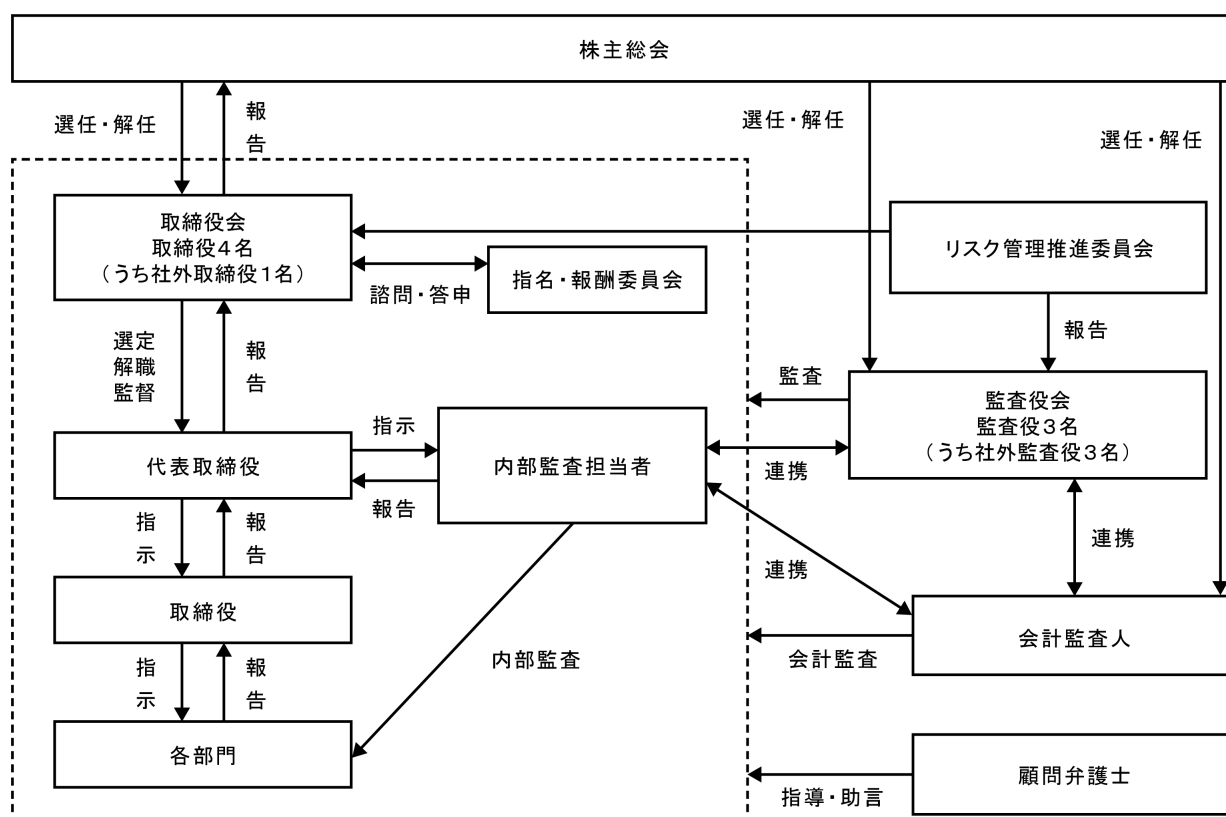 株主総会
選任・解任
報告
選任・解任
選任・解任
取締役会
取締役4名
(うち社外取締役1名)
リスク管理推進委員会
指名・報酬委員会
諮問・答申
報告
選定
解職
監督
報告
監査
監査役会
監査役3名
(うち社外監査役3名)
指示
代表取締役
内部監査担当者
連携
報告
指示
報告
連携
連携
取締役
会計監査人
内部監査
会計監査
指示
報告
各部門
顧問弁護士
指導・助言